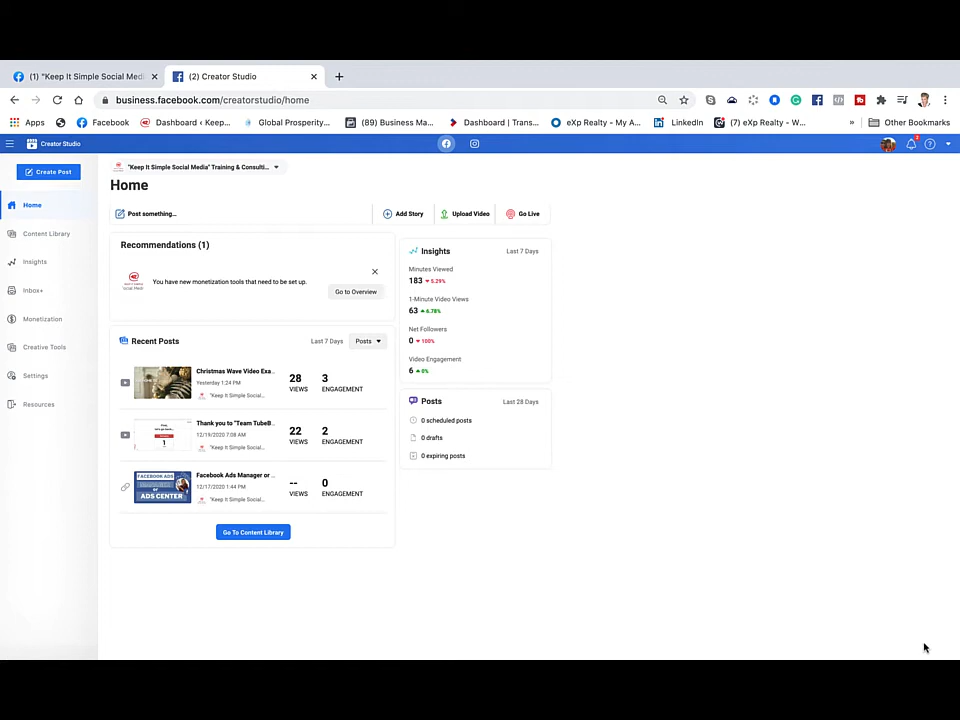 (1) "Keep It Simple Social Medi
(2) Creator Studio
business.facebook.com/creatorstudio/home
Apps
Facebook
Dashboard ‹ Keep...
Global Prosperity...
(89) Business Ma...
Dashboard | Trans...
eXp Realty - My A...
LinkedIn
(7) eXp Realty - W...
»
Other Bookmarks
Creator Studio
2
Create Post
Home
Content Library
Insights
Inbox+
Monetization
Creative Tools
Settings
Resources
"Keep It Simple Social Media" Training & Consulti...
Home
Post something...
Add Story
Upload Video
Go Live
Recommendations (1)
You have new monetization tools that need to be set up.
Go to Overview
Recent Posts
Last 7 Days
Posts
Christmas Wave Video Exa...
Yesterday 1:24 PM
"Keep It Simple Social...
28
VIEWS
3
ENGAGEMENT
Thank you to "Team TubeB...
12/19/2020 7:08 AM
"Keep It Simple Social...
22
VIEWS
2
ENGAGEMENT
FACEBOOK ADS
or
ADS CENTER
Facebook Ads Manager or ...
12/17/2020 1:44 PM
"Keep It Simple Social...
--
VIEWS
0
ENGAGEMENT
Go To Content Library
Insights
Last 7 Days
Minutes Viewed
183 5.29%
1-Minute Video Views
63 6.78%
Net Followers
0 100%
Video Engagement
6 0%
Posts
Last 28 Days
0 scheduled posts
0 drafts
0 expiring posts